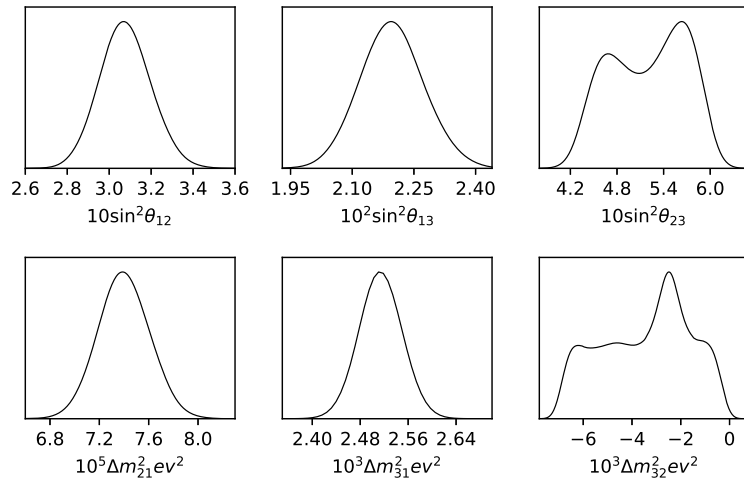 2.6 2.8 3.0 3.2 3.4 3.6
10sin²θ₁₂
1.95 2.10 2.25 2.40
10²sin²θ₁₃
4.2 4.8 5.4 6.0
10sin²θ₂₃
6.8 7.2 7.6 8.0
10⁵Δm²₂₁ev²
2.40 2.48 2.56 2.64
10³Δm²₃₁ev²
−6 −4 −2 0
10³Δm²₃₂ev²